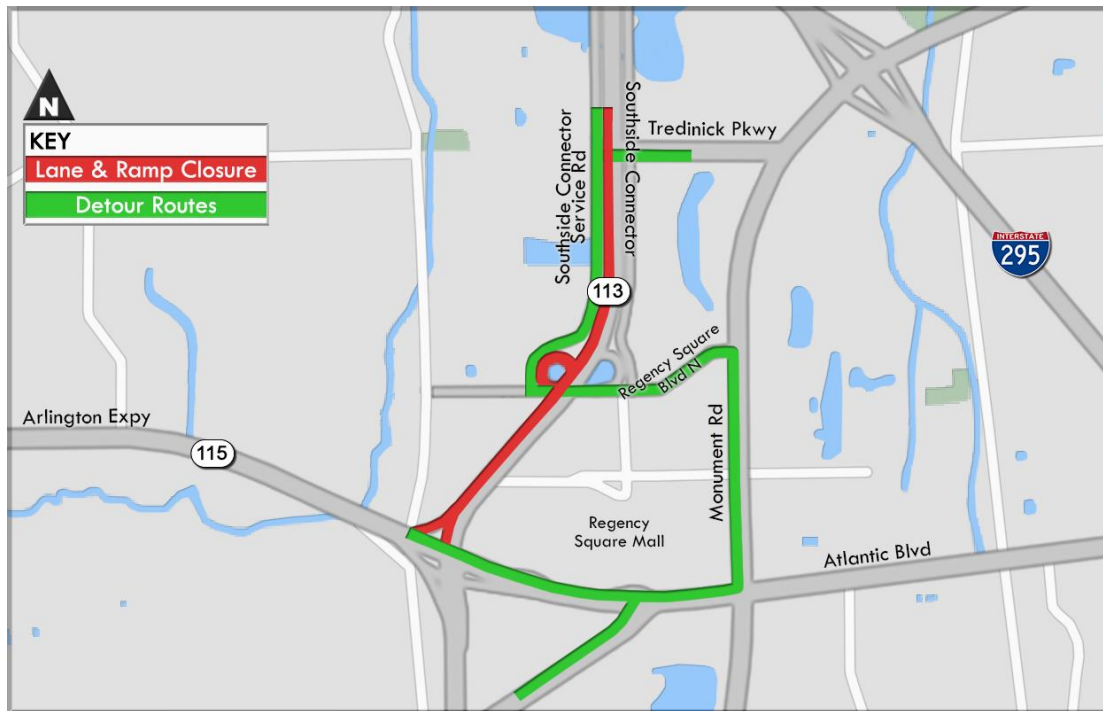 N
KEY
Lane & Ramp Closure
Detour Routes
Southside Connector
Service Rd
Southside Connector
Tredinick Pkwy
INTERSTATE
295
113
Regency Square
Blvd N
Arlington Expy
115
Monument Rd
Regency
Square Mall
Atlantic Blvd